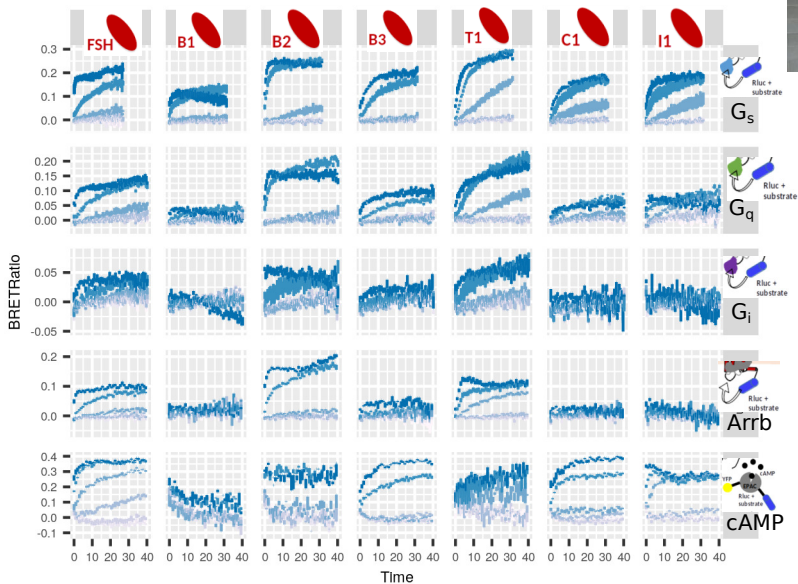 FSH B1 B2 B3 T1 C1 I1
0.3
0.2
0.1
0.0
Rluc +
substrate
Gs
0.20
0.15
0.10
0.05
0.00
Rluc +
substrate
Gq
0.05
0.00
-0.05
Rluc +
substrate
Gi
0.2
0.1
0.0
Rluc +
substrate
Arrb
0.4
0.3
0.2
0.1
0.0
-0.1
YFP
EPAC
cAMP
Rluc +
substrate
cAMP
BRETRatio
0 10 20 30 40 0 10 20 30 40 0 10 20 30 40 0 10 20 30 40 0 10 20 30 40 0 10 20 30 40 0 10 20 30 40
Time